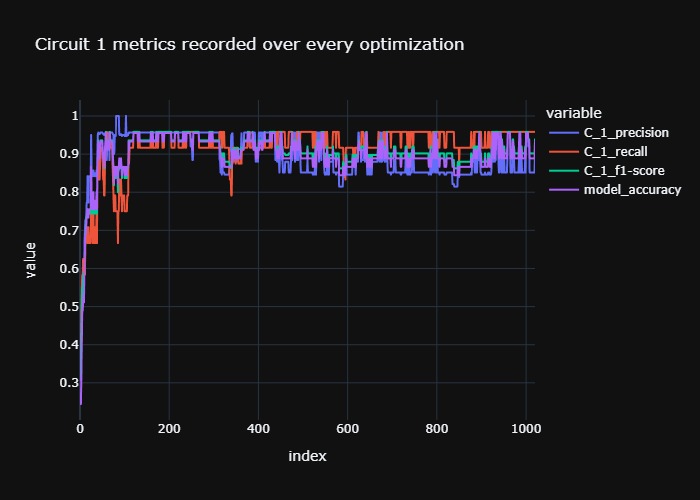 Circuit 1 metrics recorded over every optimization
variable
C_1_precision
C_1_recall
C_1_f1-score
model_accuracy
value
1
0.9
0.8
0.7
0.6
0.5
0.4
0.3
0 200 400 600 800 1000
index